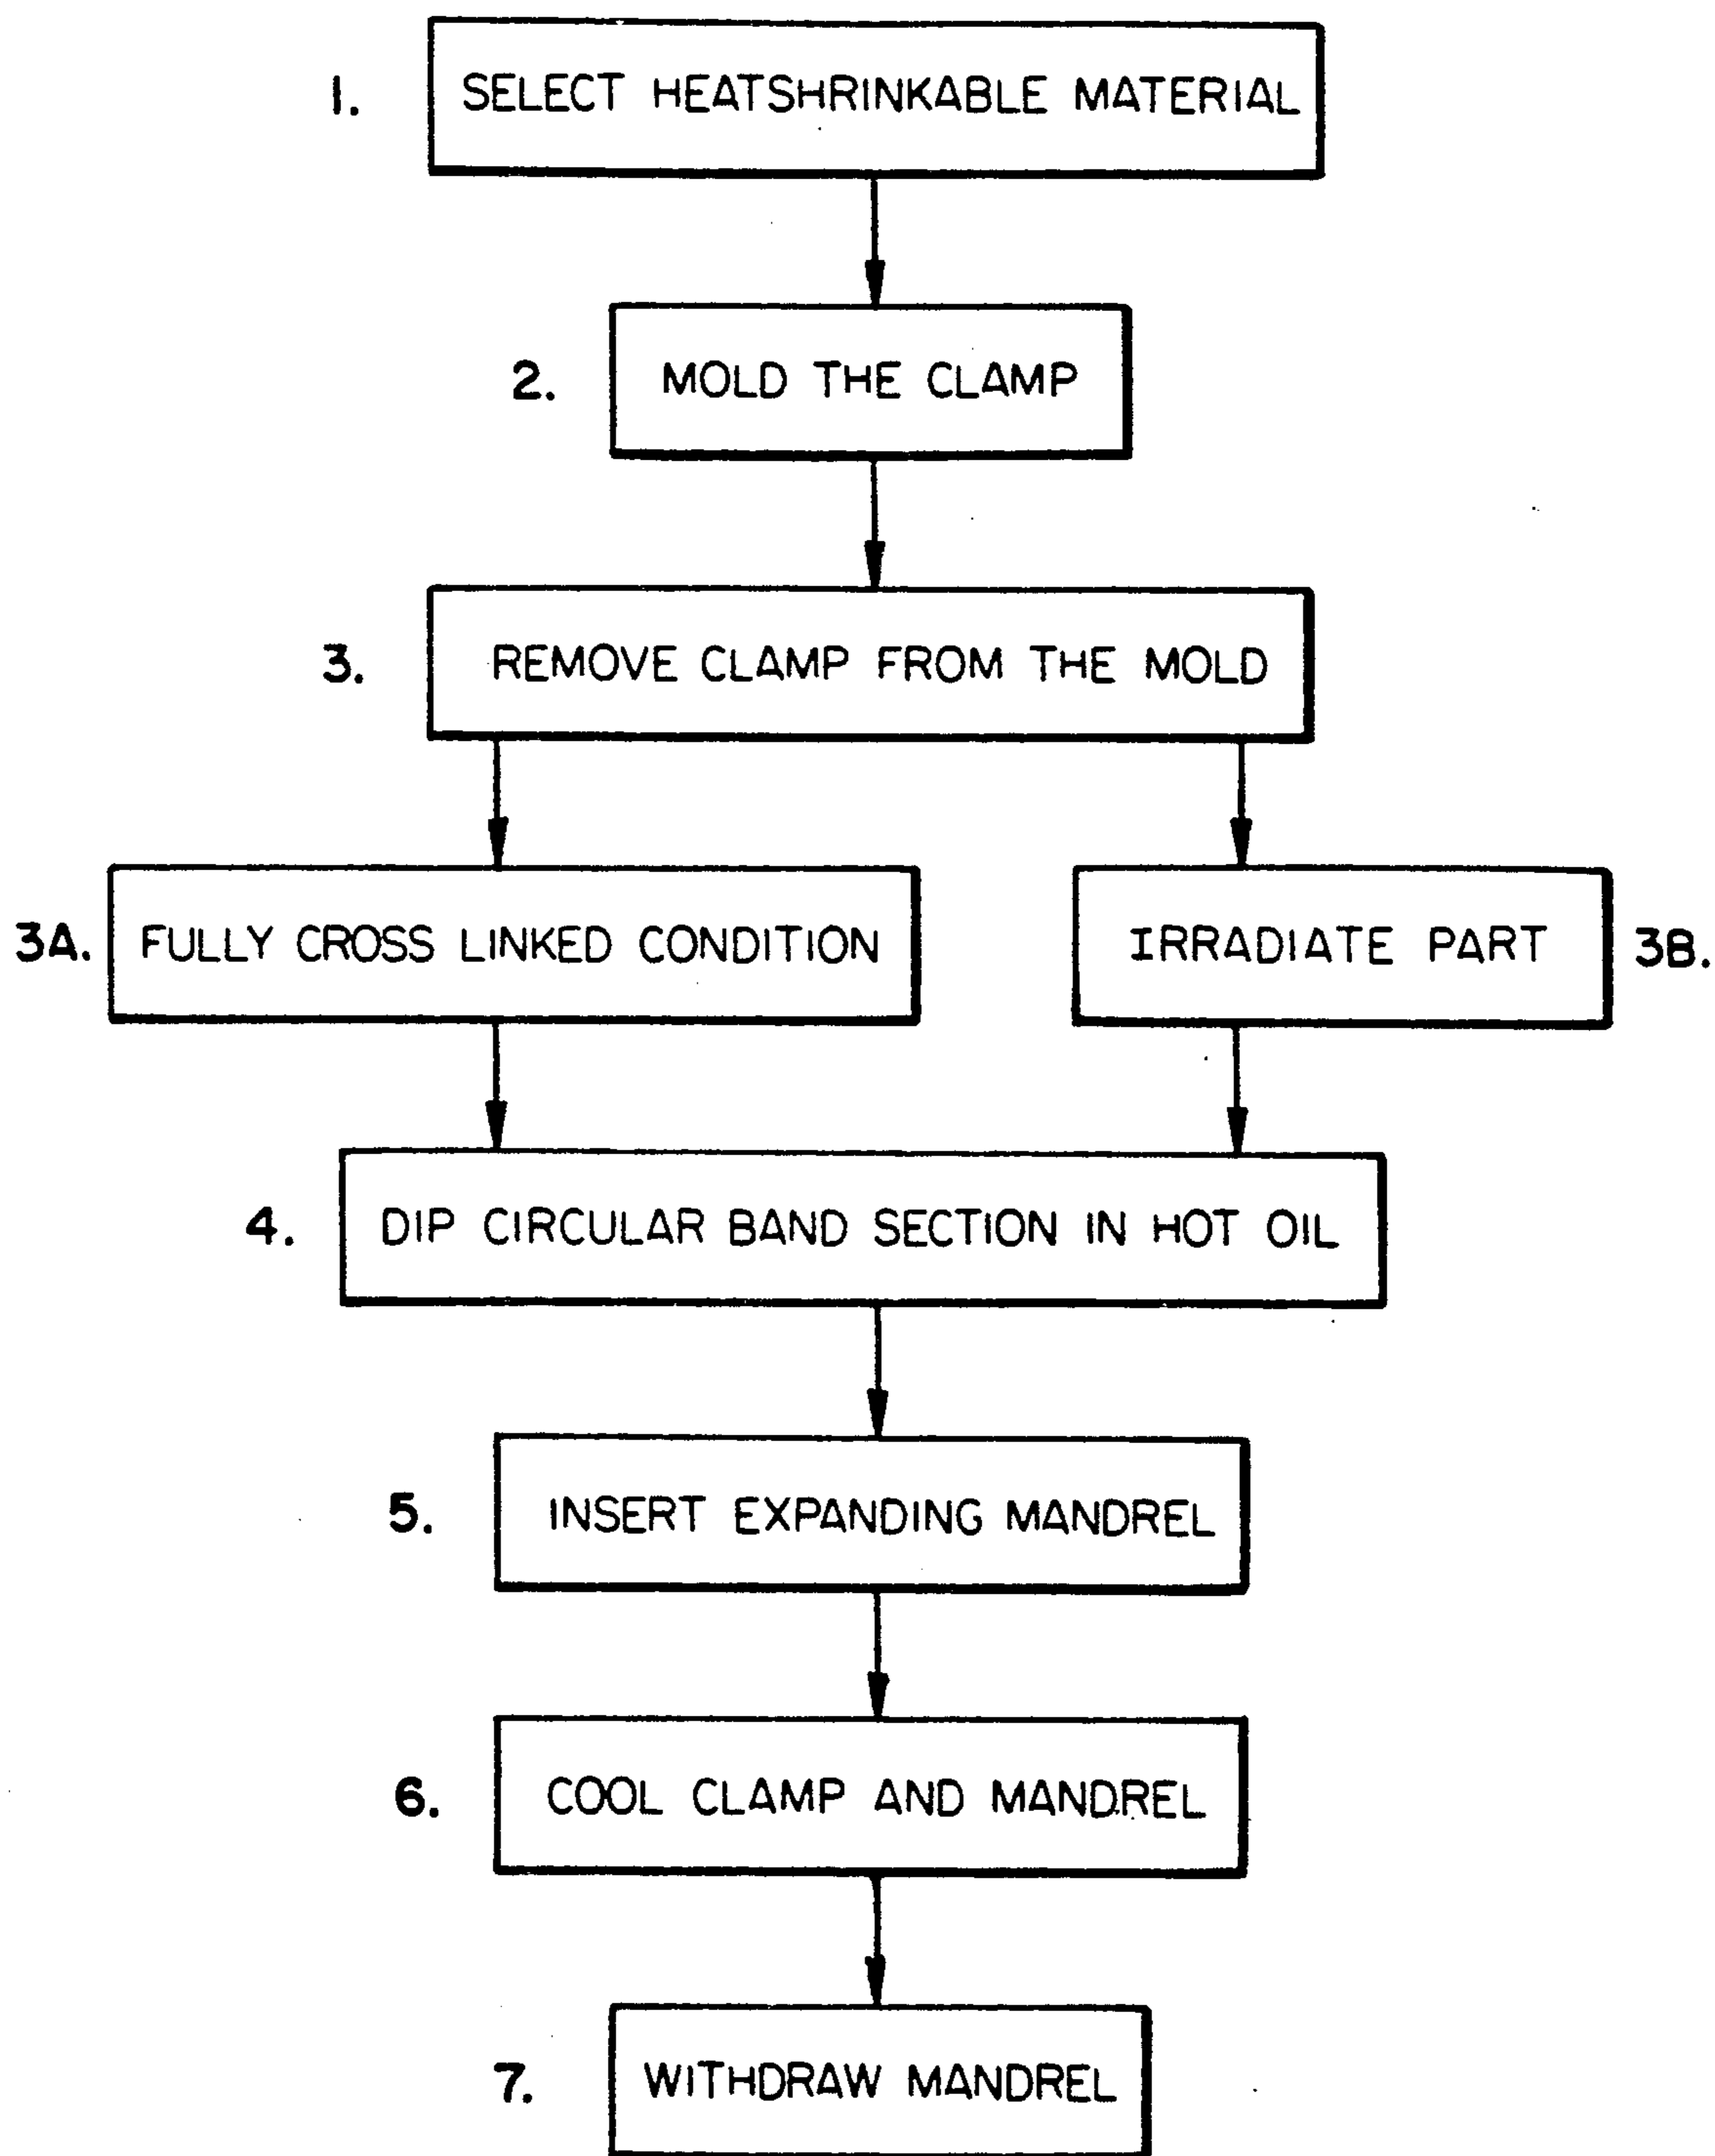 1. SELECT HEATSHRINKABLE MATERIAL
2. MOLD THE CLAMP
3. REMOVE CLAMP FROM THE MOLD
3A. FULLY CROSS LINKED CONDITION
IRRADIATE PART 3B.
4. DIP CIRCULAR BAND SECTION IN HOT OIL
5. INSERT EXPANDING MANDREL
6. COOL CLAMP AND MANDREL
7. WITHDRAW MANDREL